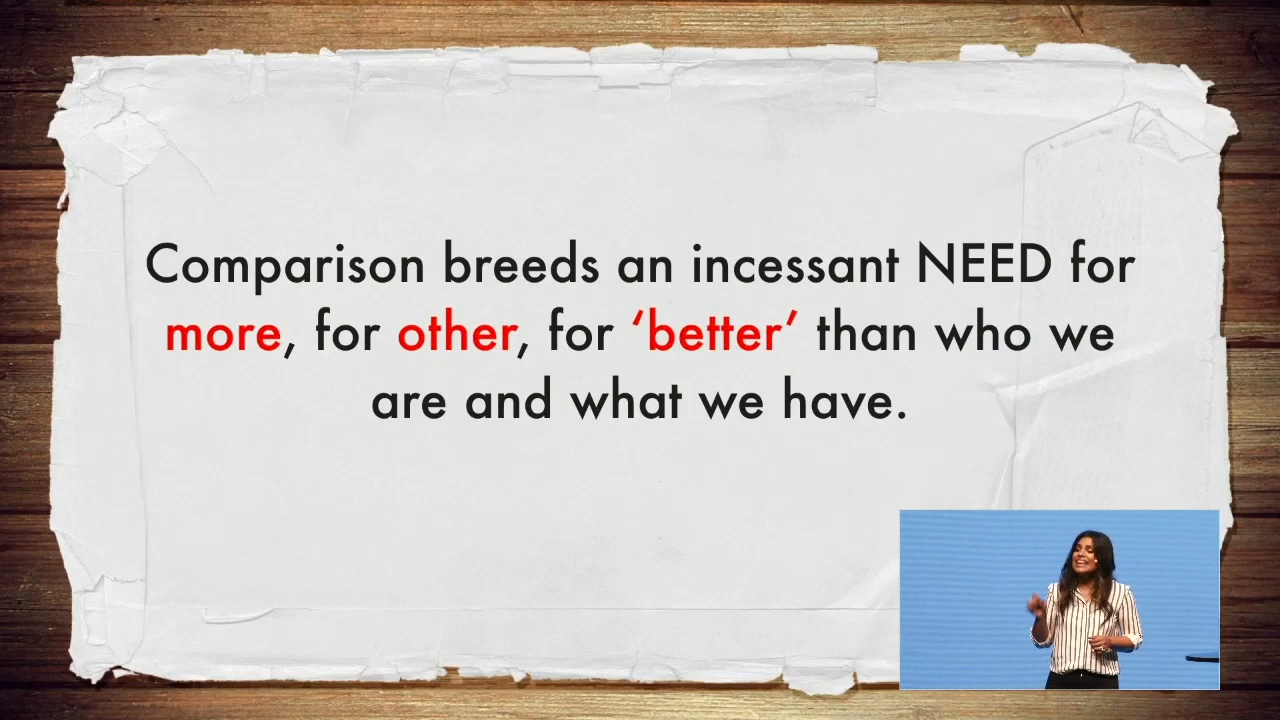 Comparison breeds an incessant NEED for
more, for other, for ‘better’ than who we
are and what we have.